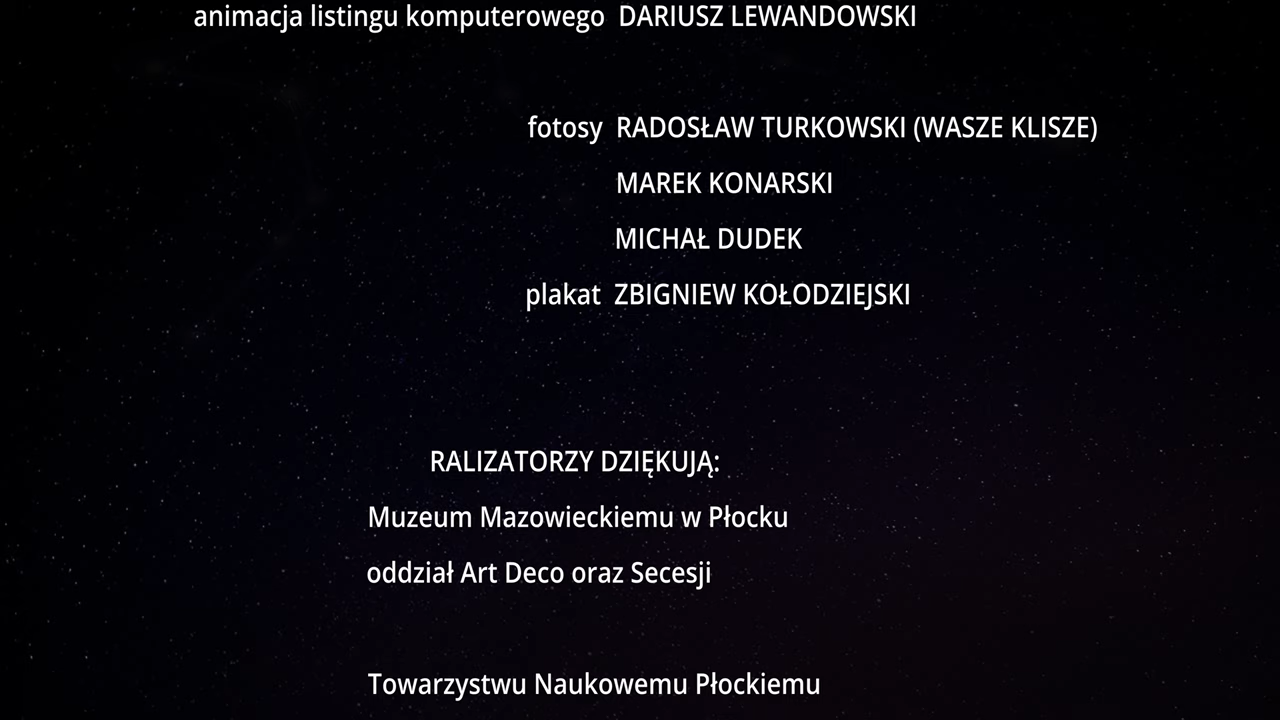 animacja listingu komputerowego DARIUSZ LEWANDOWSKI
fotosy RADOSŁAW TURKOWSKI (WASZE KLISZE)
MAREK KONARSKI
MICHAŁ DUDEK
plakat ZBIGNIEW KOŁODZIEJSKI
RALIZATORZY DZIĘKUJĄ:
Muzeum Mazowieckiemu w Płocku
oddział Art Deco oraz Secesji
Towarzystwu Naukowemu Płockiemu